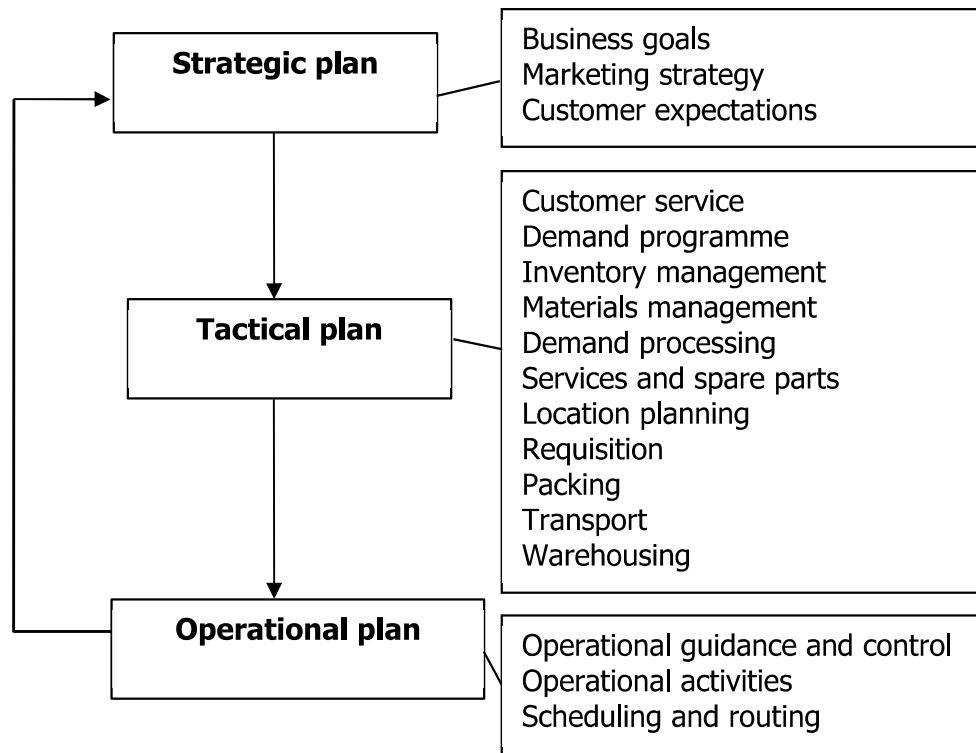 Strategic plan
Business goals
Marketing strategy
Customer expectations
Tactical plan
Customer service
Demand programme
Inventory management
Materials management
Demand processing
Services and spare parts
Location planning
Requisition
Packing
Transport
Warehousing
Operational plan
Operational guidance and control
Operational activities
Scheduling and routing